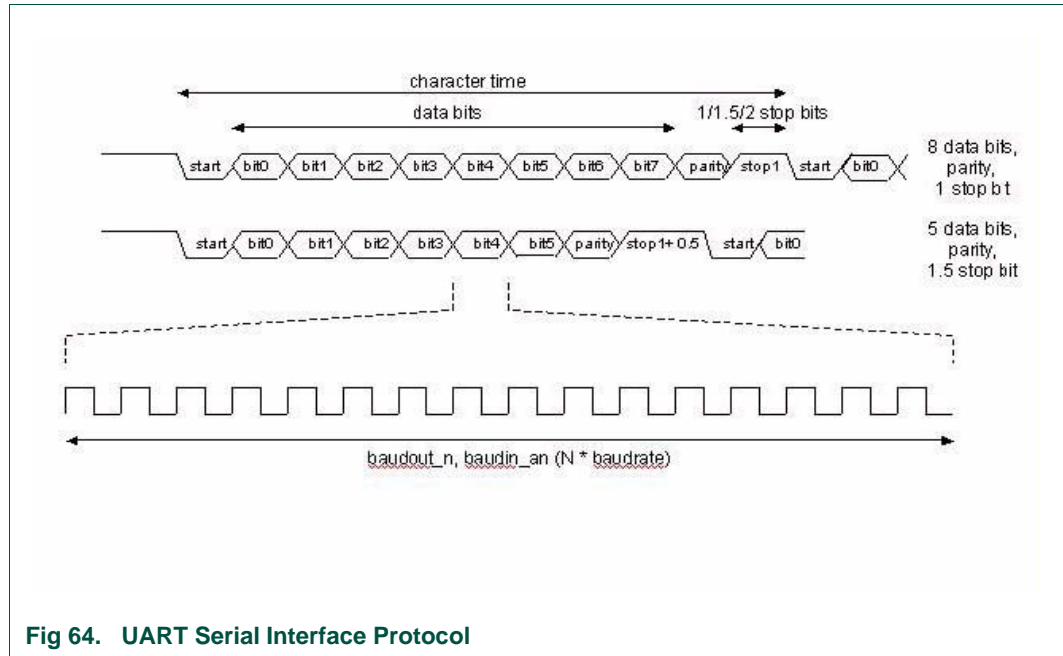 character time
data bits
1/1.5/2 stop bits
start bit0 bit1 bit2 bit3 bit4 bit5 bit6 bit7 parity stop1 start bit0
8 data bits,
parity,
1 stop b t
start bit0 bit1 bit2 bit3 bit4 bit5 parity stop1+ 0.5 start bit0
5 data bits,
parity,
1.5 stop bit
baudout_n, baudin_an (N * baudrate)
Fig 64. UART Serial Interface Protocol